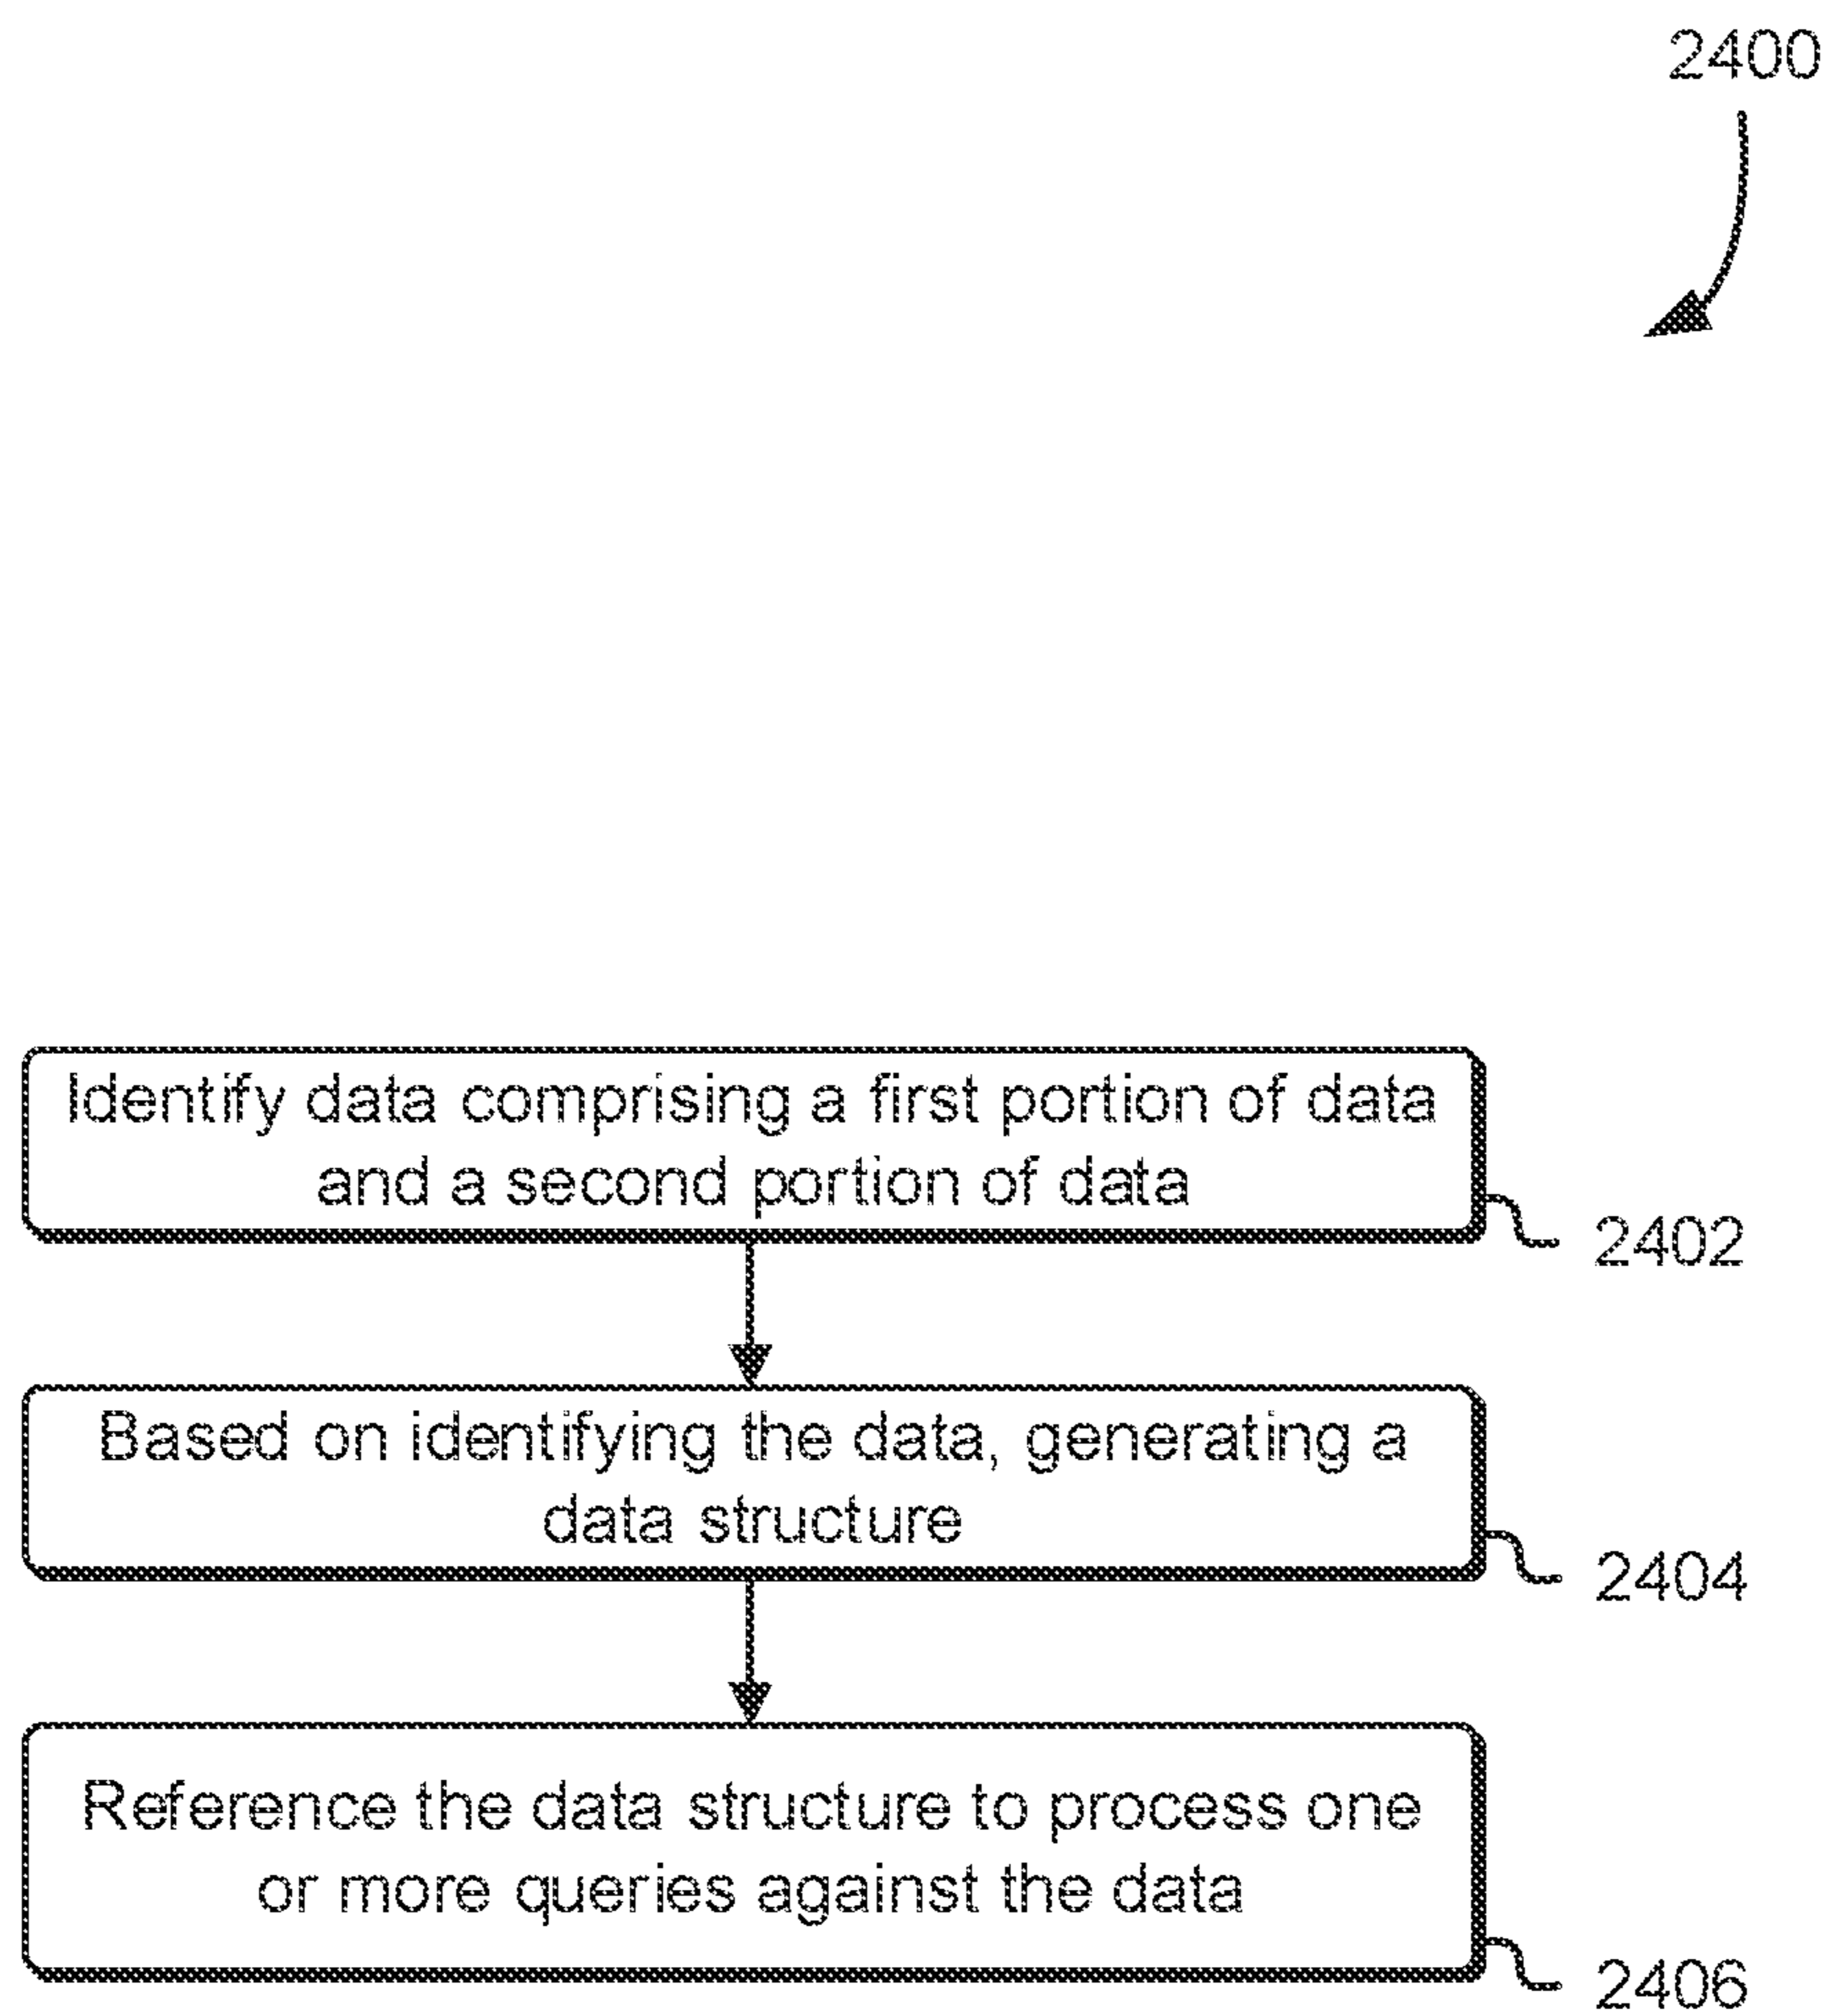 2400
Identify data comprising a first portion of data
and a second portion of data
2402
Based on identifying the data, generating a
data structure
2404
Reference the data structure to process one
or more queries against the data
2406